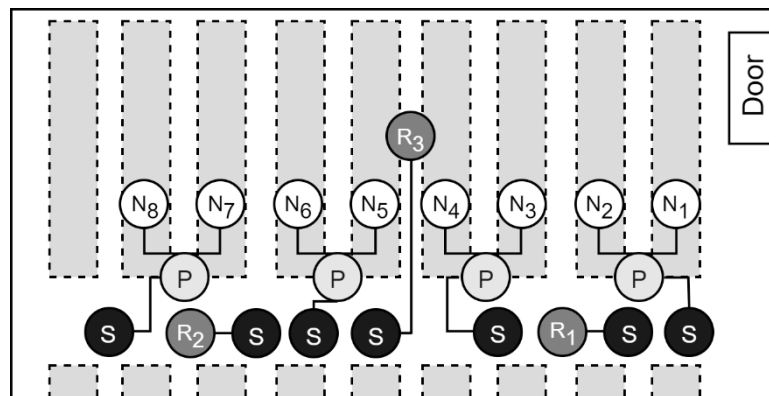 Door
R₃
N₈ N₇ N₆ N₅ N₄ N₃ N₂ N₁
P P P P
S R₂ S S S S R₁ S S